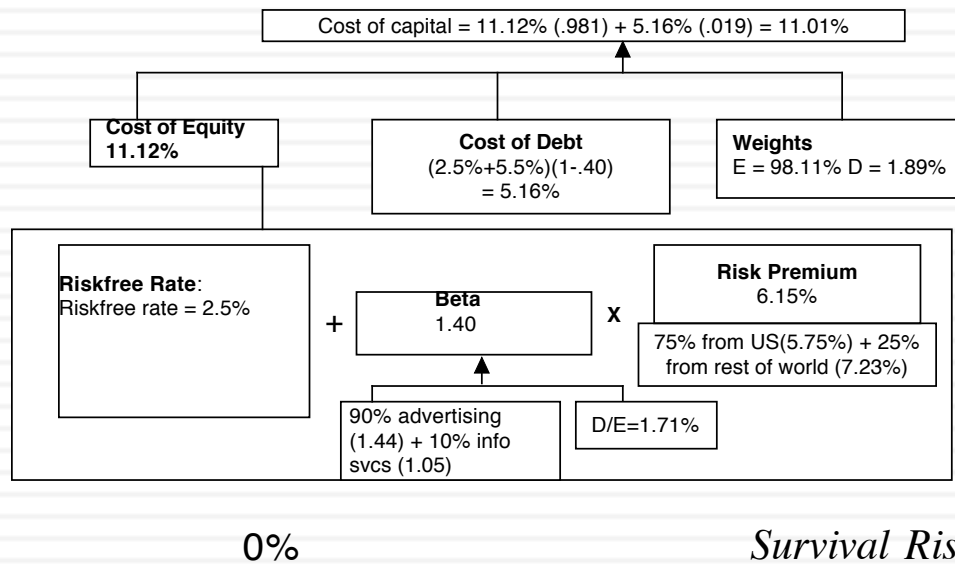 Cost of capital = 11.12% (.981) + 5.16% (.019) = 11.01%
Cost of Equity
11.12%
Cost of Debt
(2.5%+5.5%)(1-.40)
= 5.16%
Weights
E = 98.11% D = 1.89%
Riskfree Rate:
Riskfree rate = 2.5%
+
Beta
1.40
X
Risk Premium
6.15%
75% from US(5.75%) + 25%
from rest of world (7.23%)
90% advertising
(1.44) + 10% info
svcs (1.05)
D/E=1.71%
0%
Survival Ris